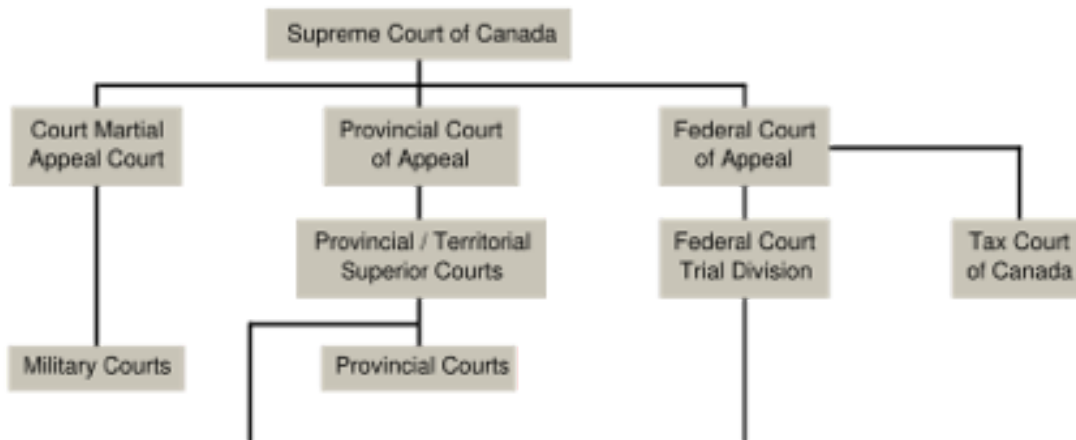 Supreme Court of Canada
Court Martial
Appeal Court
Provincial Court
of Appeal
Federal Court
of Appeal
Provincial / Territorial
Superior Courts
Federal Court
Trial Division
Tax Court
of Canada
Military Courts
Provincial Courts